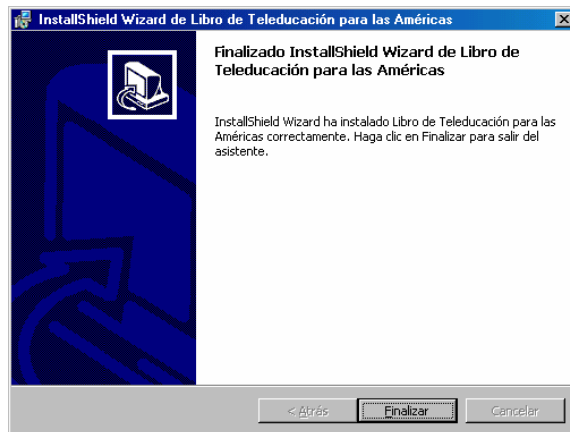 InstallShield Wizard de Libro de Teleducación para las Américas
Finalizado InstallShield Wizard de Libro de
Teleducación para las Américas
InstallShield Wizard ha instalado Libro de Teleducación para las
Américas correctamente. Haga clic en Finalizar para salir del
asistente.
< Atrás
Finalizar
Cancelar